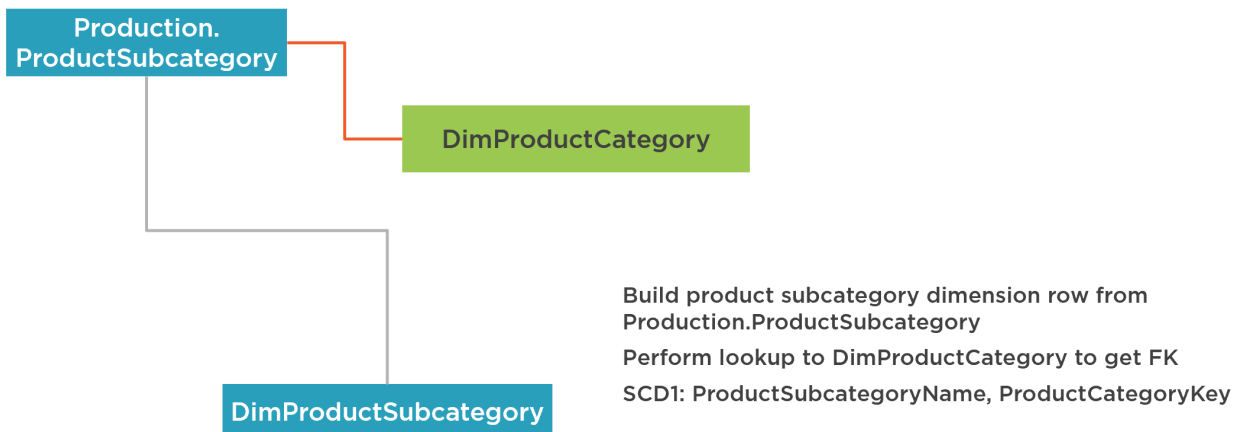 Production.
ProductSubcategory
DimProductCategory
Build product subcategory dimension row from
Production.ProductSubcategory
Perform lookup to DimProductCategory to get FK
SCD1: ProductSubcategoryName, ProductCategoryKey
DimProductSubcategory